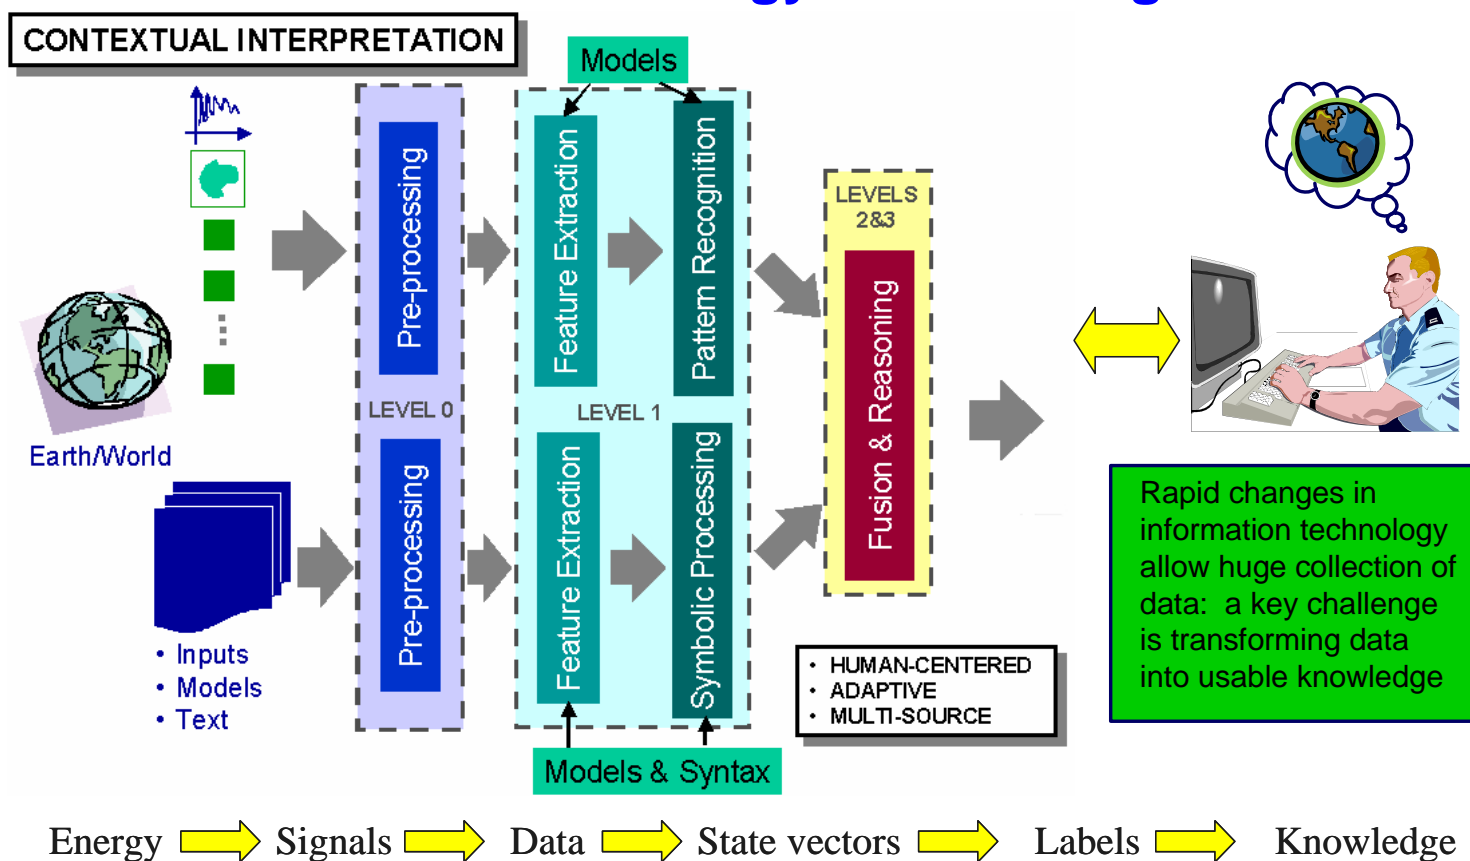 CONTEXTUAL INTERPRETATION
Models
Pre-processing
Feature Extraction
Pattern Recognition
LEVELS
2&3
Fusion & Reasoning
LEVEL 0
LEVEL 1
Earth/World
Pre-processing
Feature Extraction
Symbolic Processing
• Inputs
• Models
• Text
• HUMAN-CENTERED
• ADAPTIVE
• MULTI-SOURCE
Models & Syntax
Rapid changes in
information technology
allow huge collection of
data: a key challenge
is transforming data
into usable knowledge
Energy Signals Data State vectors Labels Knowledge